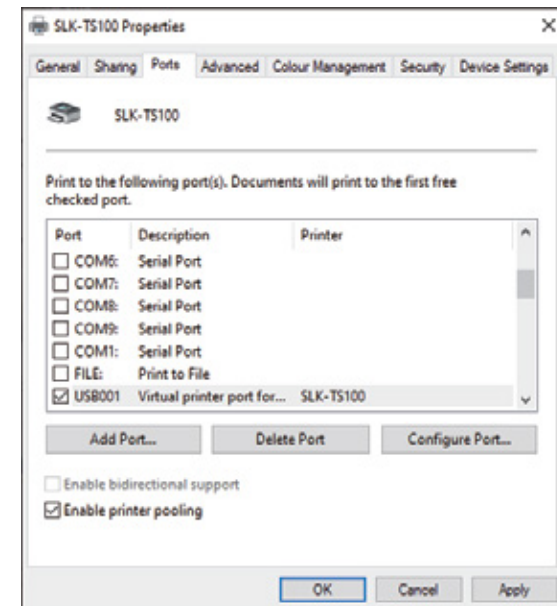 SLK-TS100 Properties
General Sharing Ports Advanced Colour Management Security Device Settings
SLK-TS100
Print to the following port(s). Documents will print to the first free
checked port.
Port Description Printer
COM6: Serial Port
COM7: Serial Port
COM8: Serial Port
COM9: Serial Port
COM1: Serial Port
FILE: Print to File
USB001 Virtual printer port for... SLK-TS100
Add Port... Delete Port Configure Port...
Enable bidirectional support
Enable printer pooling
OK Cancel Apply